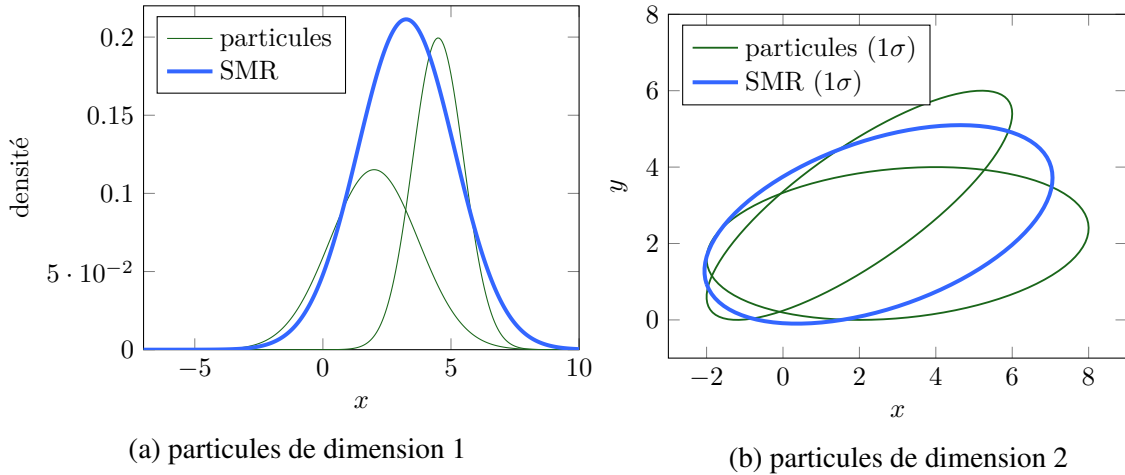 particules
SMR
0.2
0.15
0.1
5 · 10⁻²
0
densité
−5
0
5
10
x
(a) particules de dimension 1
particules (1σ)
SMR (1σ)
8
6
4
2
0
y
−2
0
2
4
6
8
x
(b) particules de dimension 2